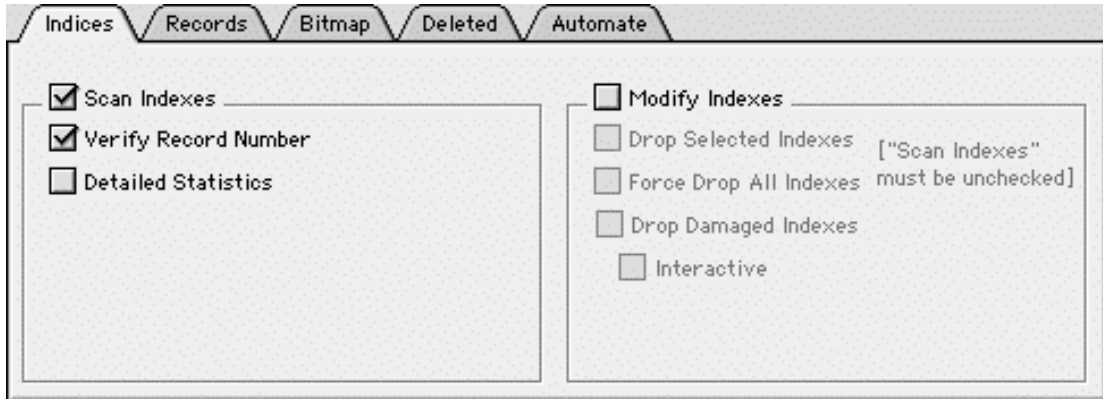 Indices Records Bitmap Deleted Automate
Scan Indexes
Verify Record Number
Detailed Statistics
Modify Indexes
Drop Selected Indexes
Force Drop All Indexes
["Scan Indexes"
must be unchecked]
Drop Damaged Indexes
Interactive